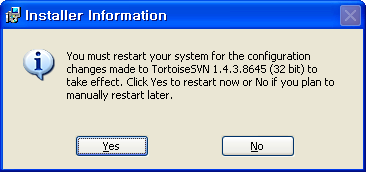 Installer Information
You must restart your system for the configuration
changes made to TortoiseSVN 1.4.3.8645 (32 bit) to
take effect. Click Yes to restart now or No if you plan to
manually restart later.
Yes
No